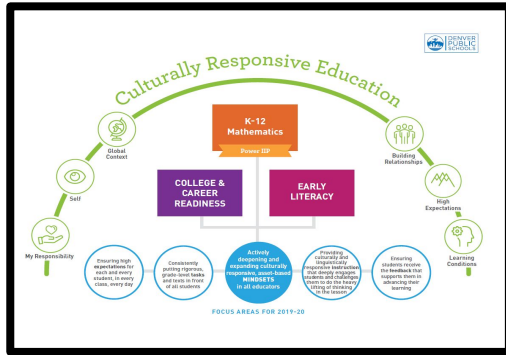 DENVER
PUBLIC
SCHOOLS
Culturally Responsive Education
K-12
Mathematics
Power IIP
Global
Context
Building
Relationships
Self
High
Expectations
COLLEGE &
CAREER
READINESS
EARLY
LITERACY
My Responsibility
Learning
Conditions
Ensuring high
expectations for
each and every
student, in every
class, every day
Consistently
putting rigorous,
grade-level tasks
and texts in front
of all students
Actively
deepening and
expanding culturally
responsive, asset-based
MINDSETS
in all educators
Providing
culturally and
linguistically
responsive instruction
that deeply engages
students and challenges
them to do the heavy
lifting of thinking
in the lesson
Ensuring
students receive
the feedback that
supports them in
advancing their
learning
FOCUS AREAS FOR 2019-20